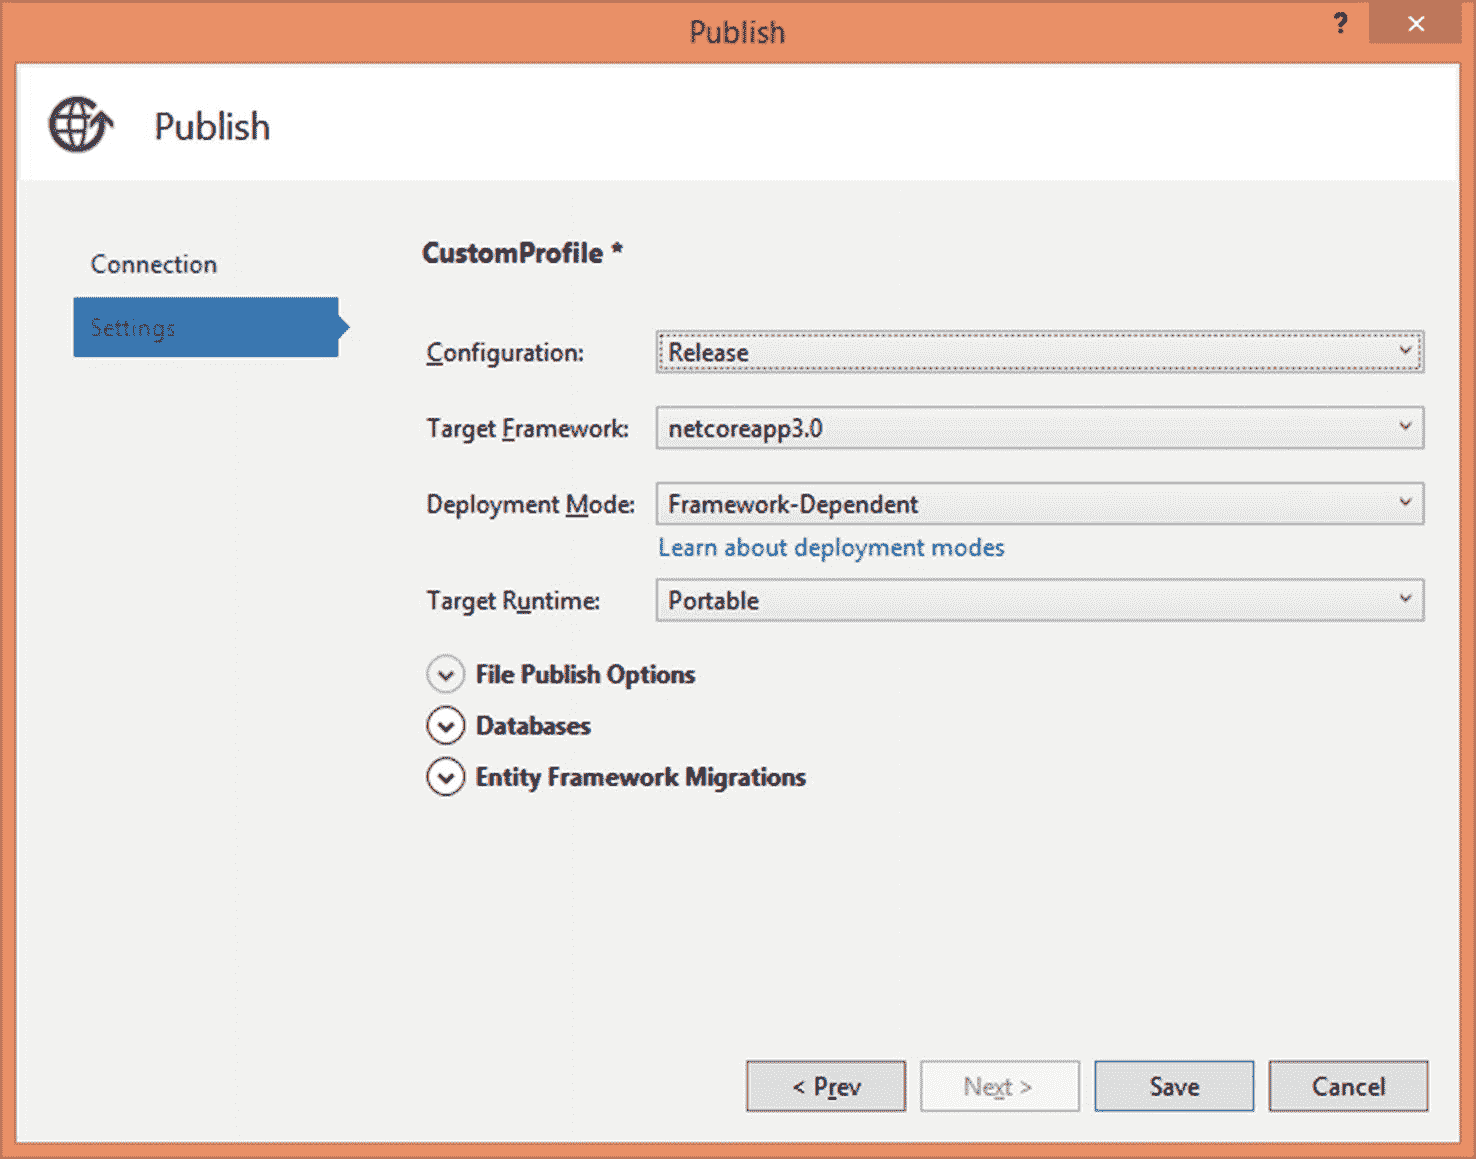 Publish
?
Publish
Connection
Settings
CustomProfile *
Configuration: Release
Target Framework: netcoreapp3.0
Deployment Mode: Framework-Dependent
Learn about deployment modes
Target Runtime: Portable
File Publish Options
Databases
Entity Framework Migrations
< Prev Next > Save Cancel